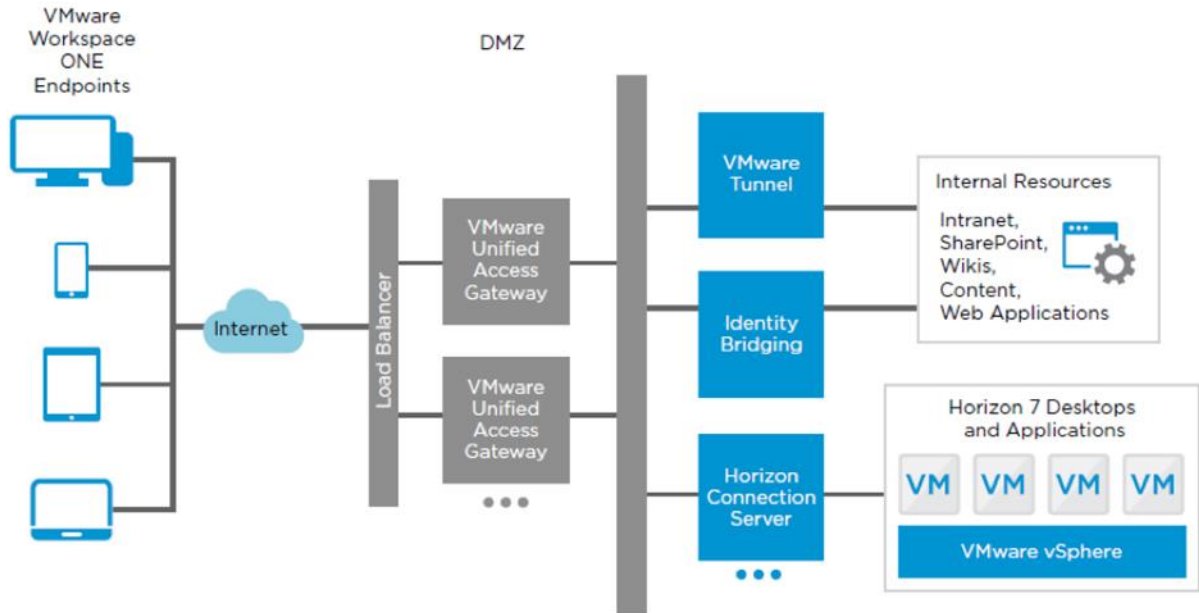 VMware
Workspace
ONE
Endpoints
DMZ
Internet
Load Balancer
VMware
Unified
Access
Gateway
VMware
Unified
Access
Gateway
VMware
Tunnel
Identity
Bridging
Horizon
Connection
Server
Internal Resources
Intranet,
SharePoint,
Wikis,
Content,
Web Applications
Horizon 7 Desktops
and Applications
VM VM VM VM
VMware vSphere